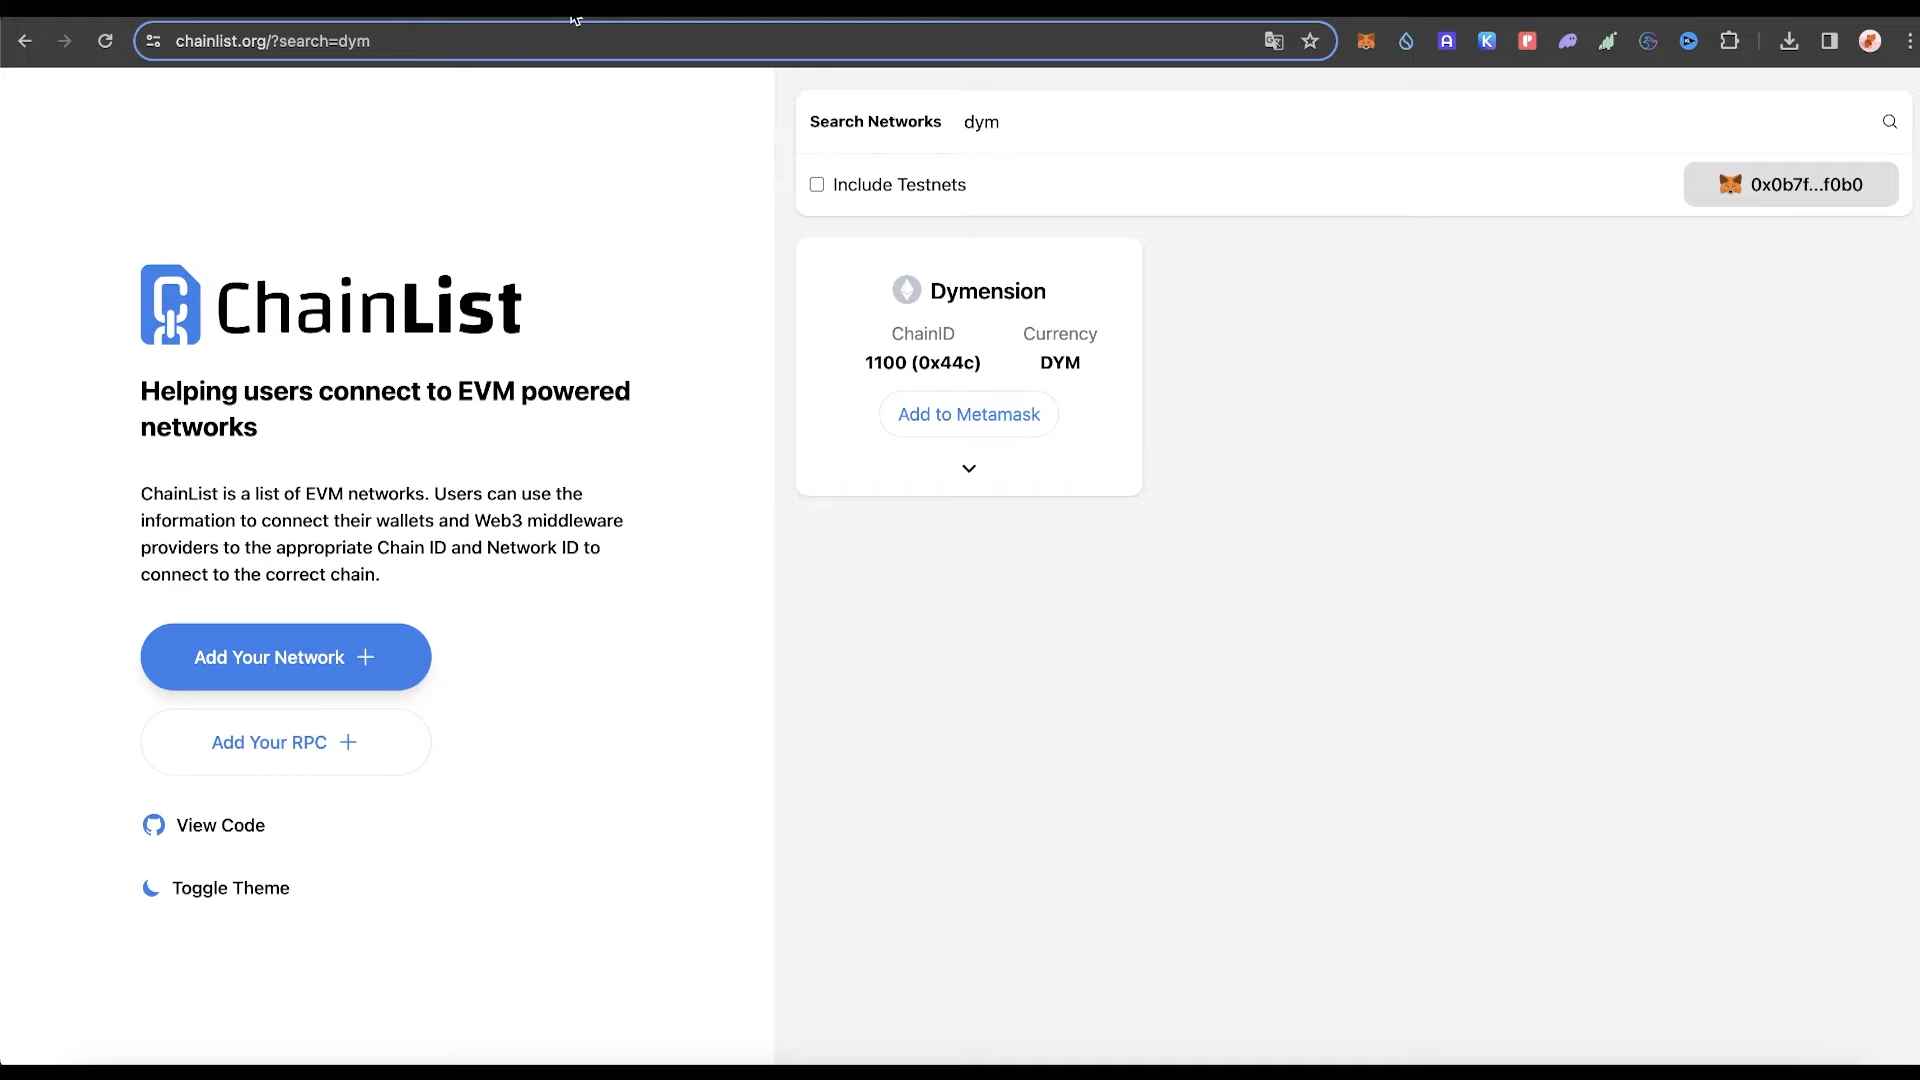 chainlist.org/?search=dym
Search Networks dym
Include Testnets
0x0b7f...f0b0
ChainList
Helping users connect to EVM powered
networks
ChainList is a list of EVM networks. Users can use the
information to connect their wallets and Web3 middleware
providers to the appropriate Chain ID and Network ID to
connect to the correct chain.
Add Your Network
Add Your RPC
View Code
Toggle Theme
Dymension
ChainID Currency
1100 (0x44c) DYM
Add to Metamask